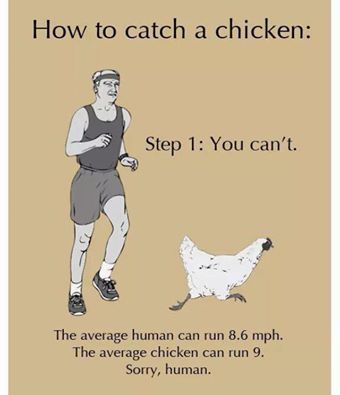 How to catch a chicken:
Step 1: You can't.
The average human can run 8.6 mph.
The average chicken can run 9.
Sorry, human.